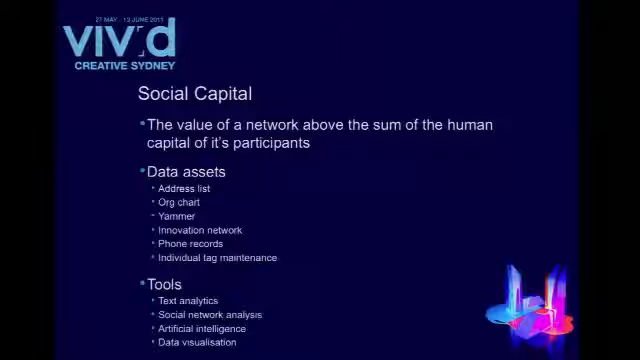 27 MAY - 13 JUNE 2011
vivid
CREATIVE SYDNEY
Social Capital
•The value of a network above the sum of the human
capital of it's participants
•Data assets
• Address list
• Org chart
• Yammer
• Innovation network
• Phone records
• Individual tag maintenance
•Tools
• Text analytics
• Social network analysis
• Artificial intelligence
• Data visualisation